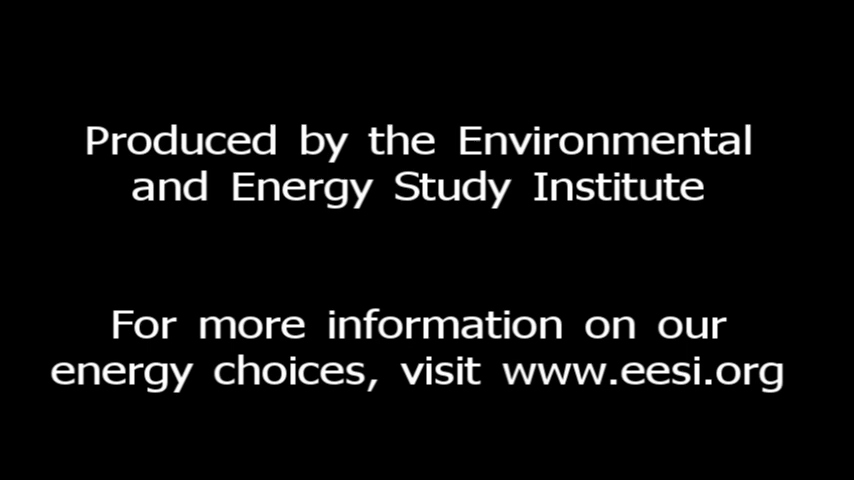 Produced by the Environmental
and Energy Study Institute
For more information on our
energy choices, visit www.eesi.org